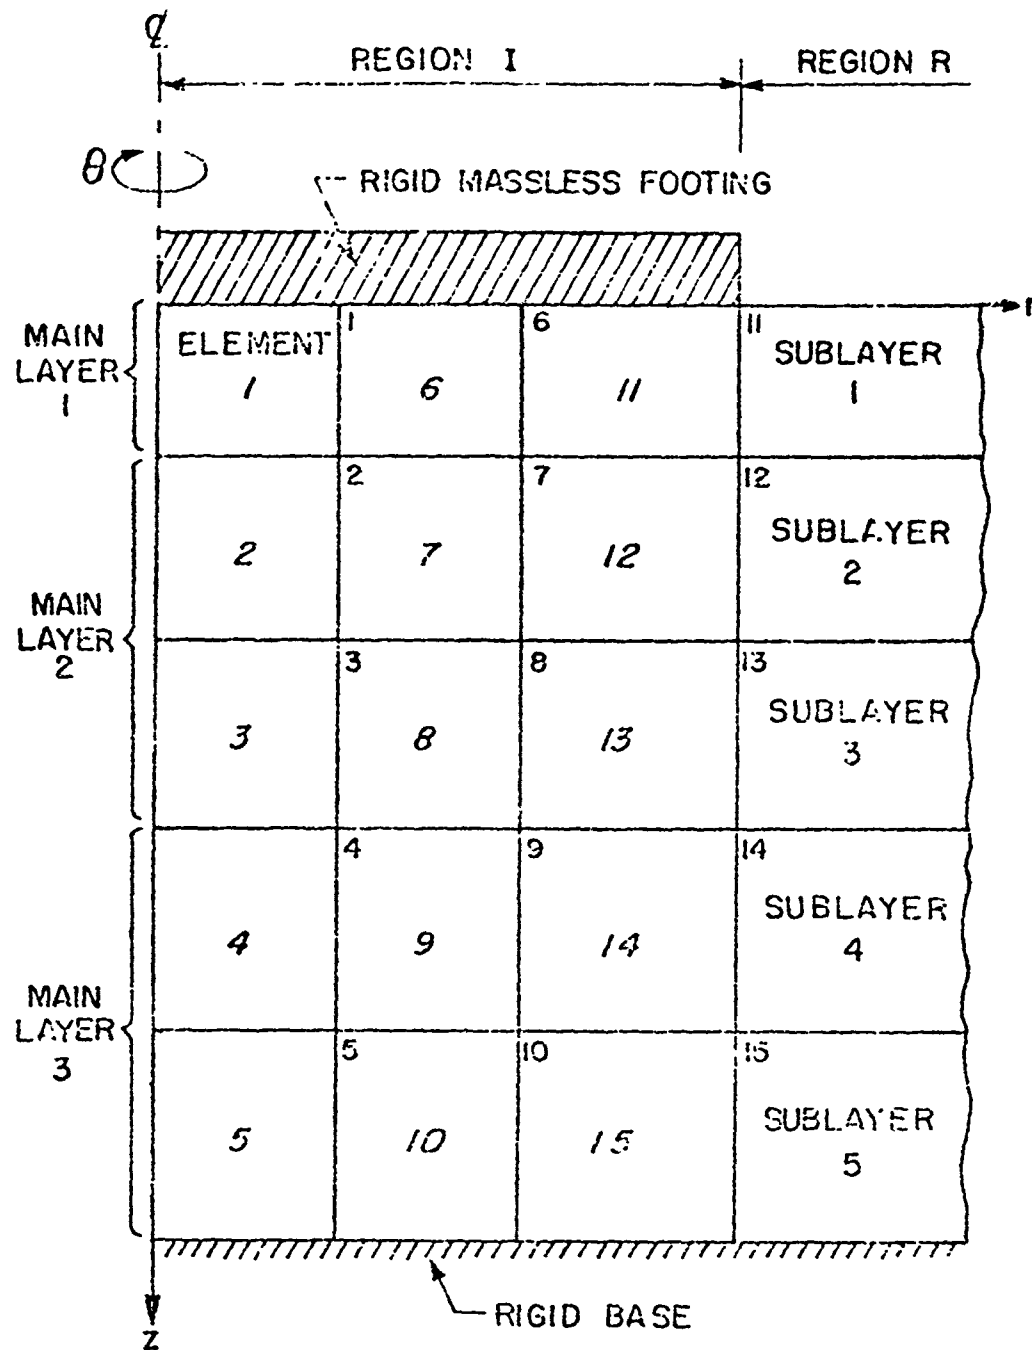 ℄
REGION I
REGION R
θ
RIGID MASSLESS FOOTING
r
MAIN
LAYER
1
ELEMENT
1
1
6
6
11
11
SUBLAYER
1
2
7
12
MAIN
LAYER
2
2
7
12
SUBLAYER
2
3
8
13
3
8
13
SUBLAYER
3
4
9
14
MAIN
LAYER
3
4
9
14
SUBLAYER
4
5
10
15
5
10
15
SUBLAYER
5
RIGID BASE
Z